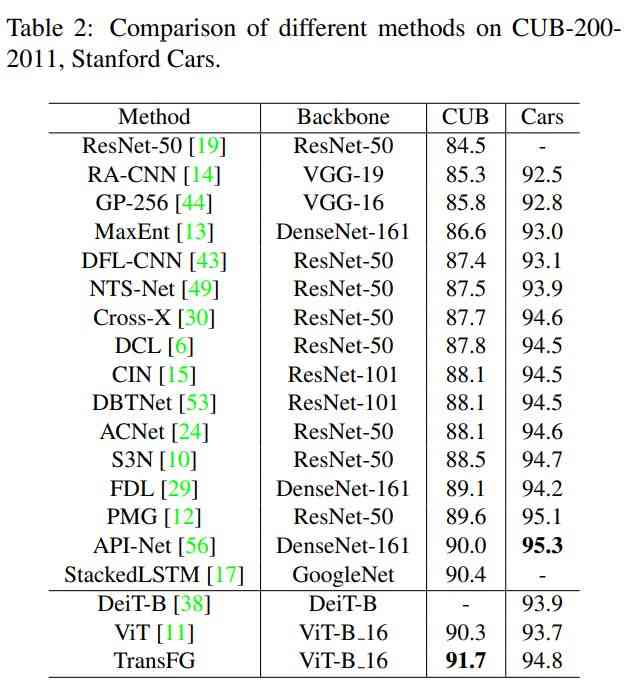 Table 2: Comparison of different methods on CUB-200-
2011, Stanford Cars.
Method Backbone CUB Cars
ResNet-50 [19] ResNet-50 84.5 -
RA-CNN [14] VGG-19 85.3 92.5
GP-256 [44] VGG-16 85.8 92.8
MaxEnt [13] DenseNet-161 86.6 93.0
DFL-CNN [43] ResNet-50 87.4 93.1
NTS-Net [49] ResNet-50 87.5 93.9
Cross-X [30] ResNet-50 87.7 94.6
DCL [6] ResNet-50 87.8 94.5
CIN [15] ResNet-101 88.1 94.5
DBTNet [53] ResNet-101 88.1 94.5
ACNet [24] ResNet-50 88.1 94.6
S3N [10] ResNet-50 88.5 94.7
FDL [29] DenseNet-161 89.1 94.2
PMG [12] ResNet-50 89.6 95.1
API-Net [56] DenseNet-161 90.0 95.3
StackedLSTM [17] GoogleNet 90.4 -
DeiT-B [38] DeiT-B - 93.9
ViT [11] ViT-B_16 90.3 93.7
TransFG ViT-B_16 91.7 94.8